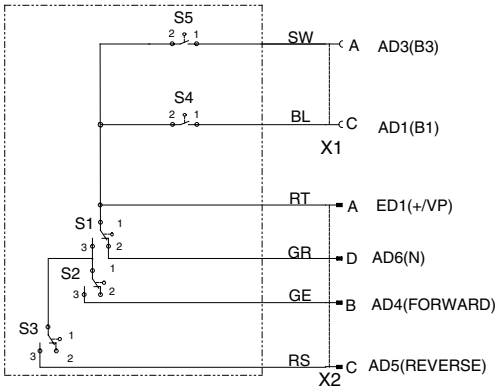 S5
2 1 SW A AD3(B3)
S4
2 1 BL C AD1(B1)
X1
RT A ED1(+/VP)
S1 1
3 2 GR D AD6(N)
S2 1
3 2 GE B AD4(FORWARD)
S3 1
3 2 RS C AD5(REVERSE)
X2